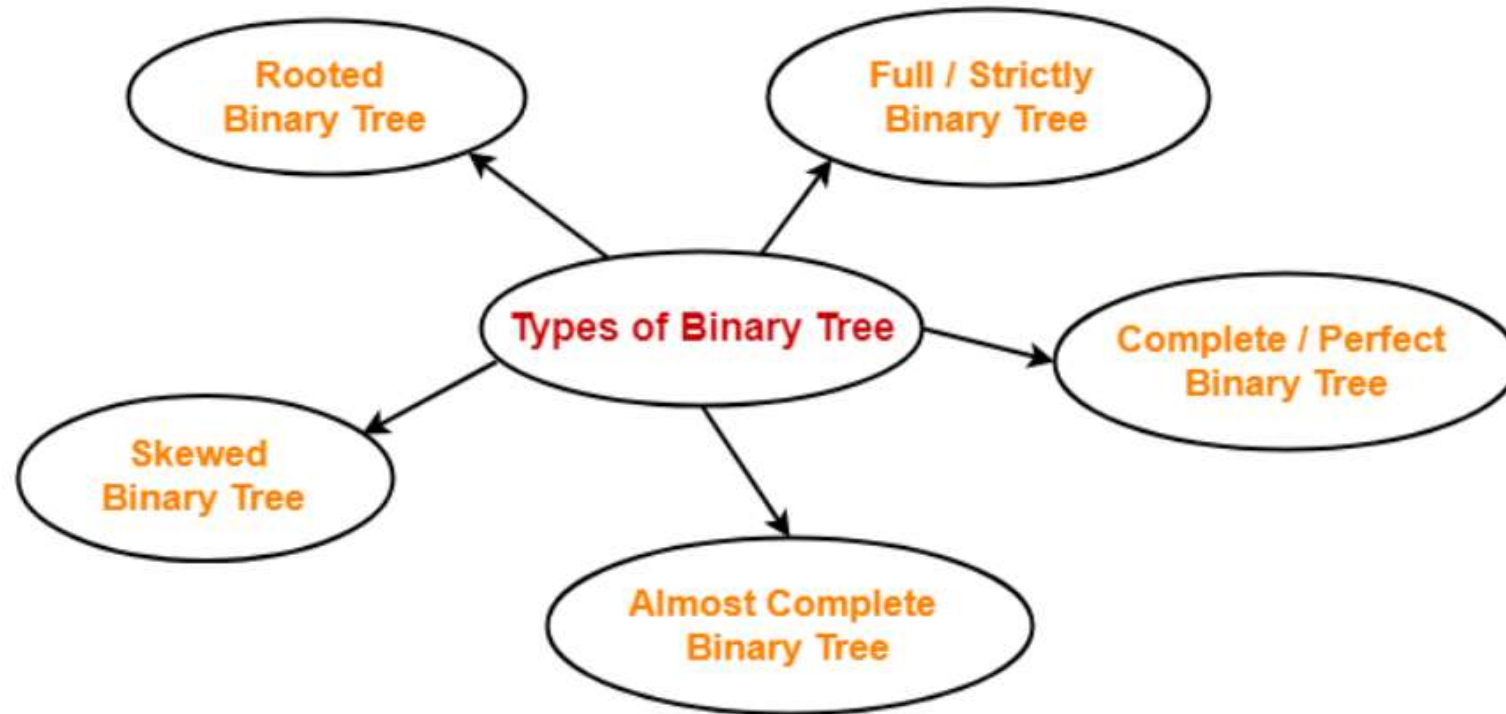 Rooted
Binary Tree
Full / Strictly
Binary Tree
Types of Binary Tree
Complete / Perfect
Binary Tree
Skewed
Binary Tree
Almost Complete
Binary Tree